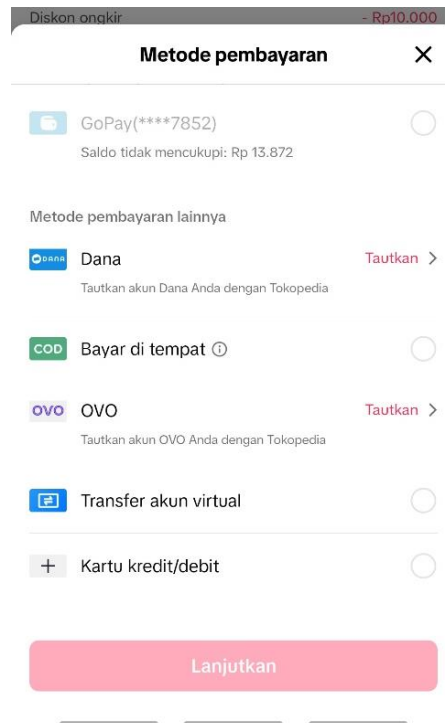 Diskon ongkir - Rp10.000
Metode pembayaran
GoPay(****7852)
Saldo tidak mencukupi: Rp 13.872
Metode pembayaran lainnya
DANA Dana Tautkan >
Tautkan akun Dana Anda dengan Tokopedia
COD Bayar di tempat
OVO OVO Tautkan >
Tautkan akun OVO Anda dengan Tokopedia
Transfer akun virtual
+ Kartu kredit/debit
Lanjutkan